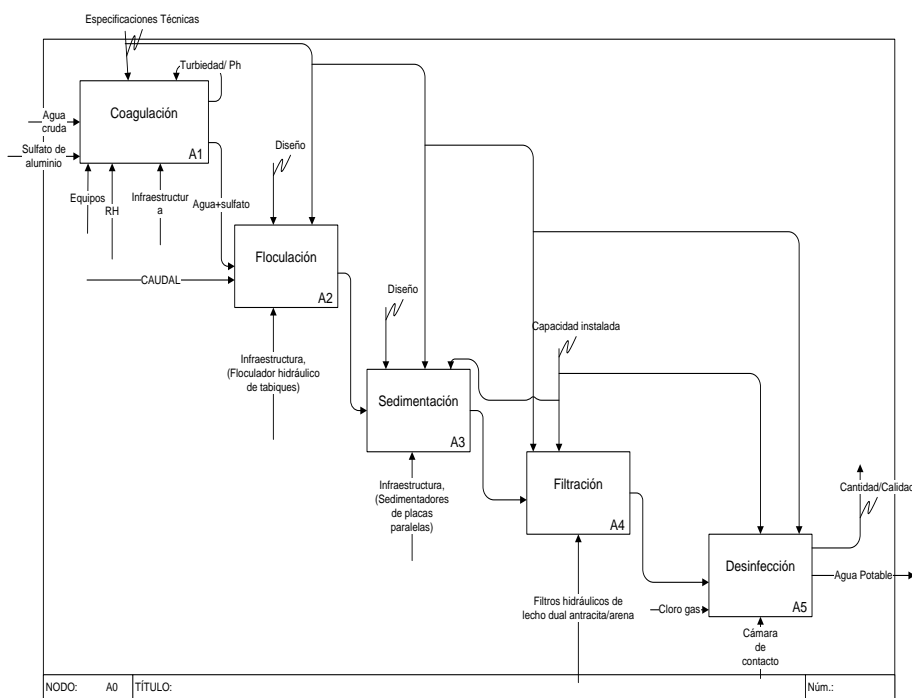 Especificaciones Técnicas
Turbiedad/ Ph
Coagulación
A1
Agua
cruda
Sulfato de
aluminio
Equipos
RH
Infraestructur
a
Agua+sulfato
Diseño
Floculación
A2
CAUDAL
Infraestructura,
(Floculador hidráulico
de tabiques)
Diseño
Sedimentación
A3
Infraestructura,
(Sedimentadores
de placas
paralelas)
Capacidad instalada
Filtración
A4
Filtros hidráulicos de
lecho dual antracita/arena
Desinfección
A5
Cloro gas
Cámara
de
contacto
Cantidad/Calidad
Agua Potable
NODO: A0 TÍTULO: Núm.: